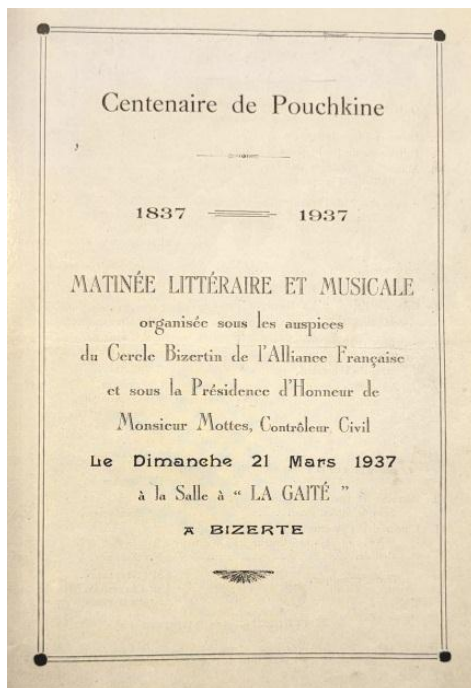 Centenaire de Pouchkine
1837 1937
MATINÉE LITTÉRAIRE ET MUSICALE
organisée sous les auspices
du Cercle Bizertin de l'Alliance Française
et sous la Présidence d'Honneur de
Monsieur Mottes, Contrôleur Civil
Le Dimanche 21 Mars 1937
à la Salle à “ LA GAITÉ ”
A BIZERTE